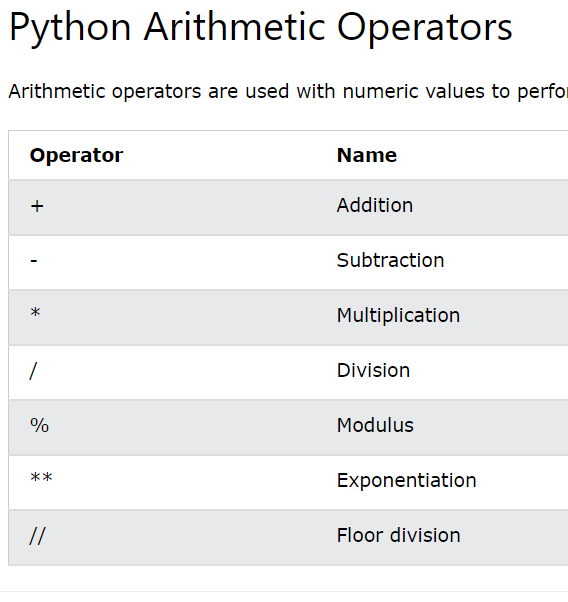 Python Arithmetic Operators
Arithmetic operators are used with numeric values to perfo
Operator Name
+ Addition
- Subtraction
* Multiplication
/ Division
% Modulus
** Exponentiation
// Floor division